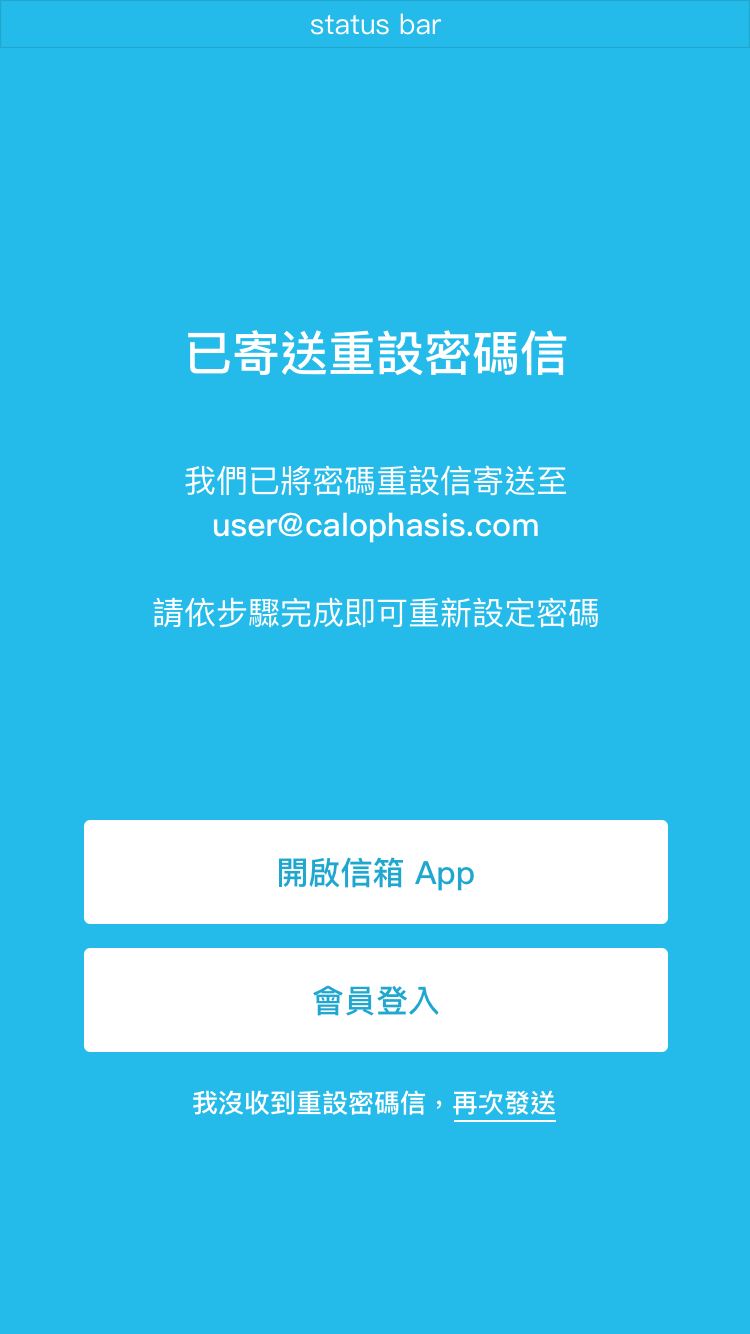 status bar
已寄送重設密碼信
我們已將密碼重設信寄送至
user@calophasis.com
請依步驟完成即可重新設定密碼
開啟信箱 App
會員登入
我沒收到重設密碼信，再次發送